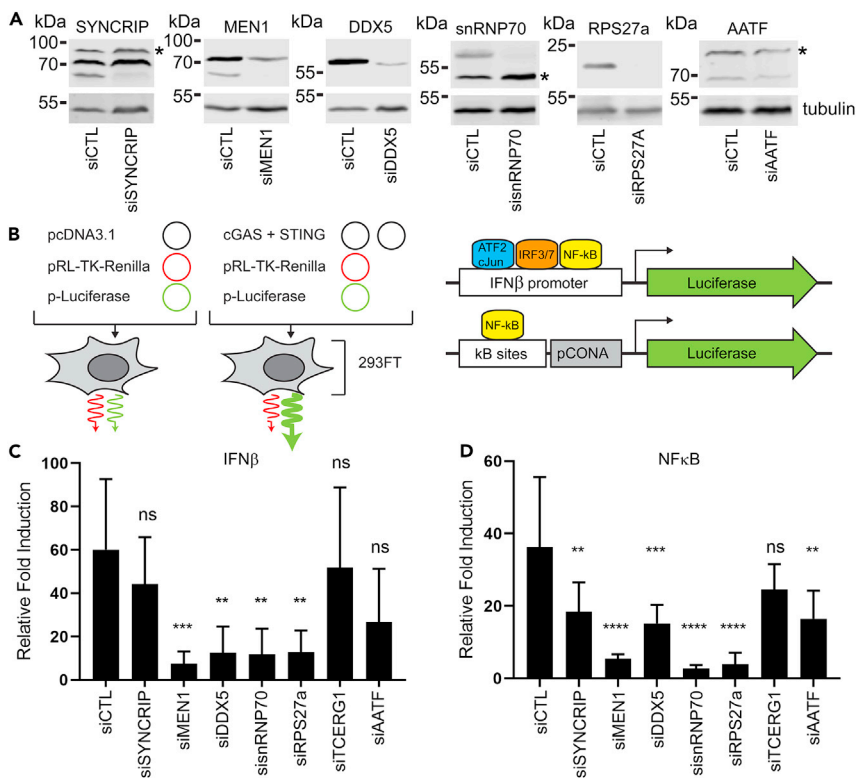 A
SYNCRIP
MEN1
DDX5
snRNP70
RPS27a
AATF
kDa
100
70
55
*
siCTL
siSYNCRIP
kDa
100
70
55
siCTL
siMEN1
kDa
70
55
siCTL
siDDX5
kDa
55
55
*
siCTL
sisnRNP70
kDa
25
55
siCTL
siRPS27A
kDa
70
55
*
tubulin
siCTL
siAATF
B
pcDNA3.1
pRL-TK-Renilla
p-Luciferase
cGAS + STING
pRL-TK-Renilla
p-Luciferase
293FT
ATF2
cJun
IRF3/7
NF-kB
IFNβ promoter
Luciferase
NF-kB
kB sites
pCONA
Luciferase
C
IFNβ
Relative Fold Induction
100
80
60
40
20
0
ns
***
**
**
**
ns
ns
siCTL
siSYNCRIP
siMEN1
siDDX5
sisnRNP70
siRPS27a
siTCERG1
siAATF
D
NFκB
Relative Fold Induction
60
40
20
0
**
****
***
****
****
ns
**
siCTL
siSYNCRIP
siMEN1
siDDX5
sisnRNP70
siRPS27a
siTCERG1
siAATF